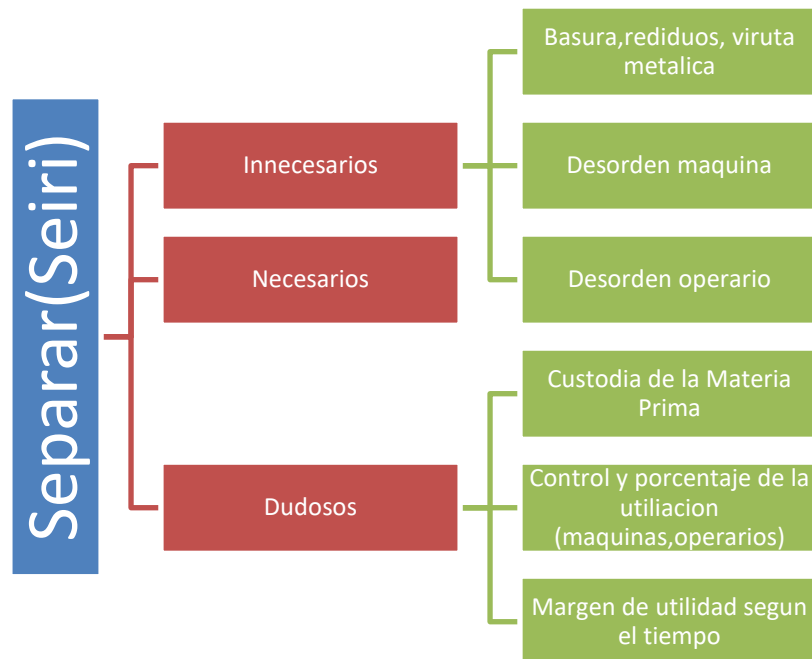 Separar(Seiri)
Innecesarios
Basura,rediduos, viruta
metalica
Desorden maquina
Desorden operario
Necesarios
Dudosos
Custodia de la Materia
Prima
Control y porcentaje de la
utiliacion
(maquinas,operarios)
Margen de utilidad segun
el tiempo